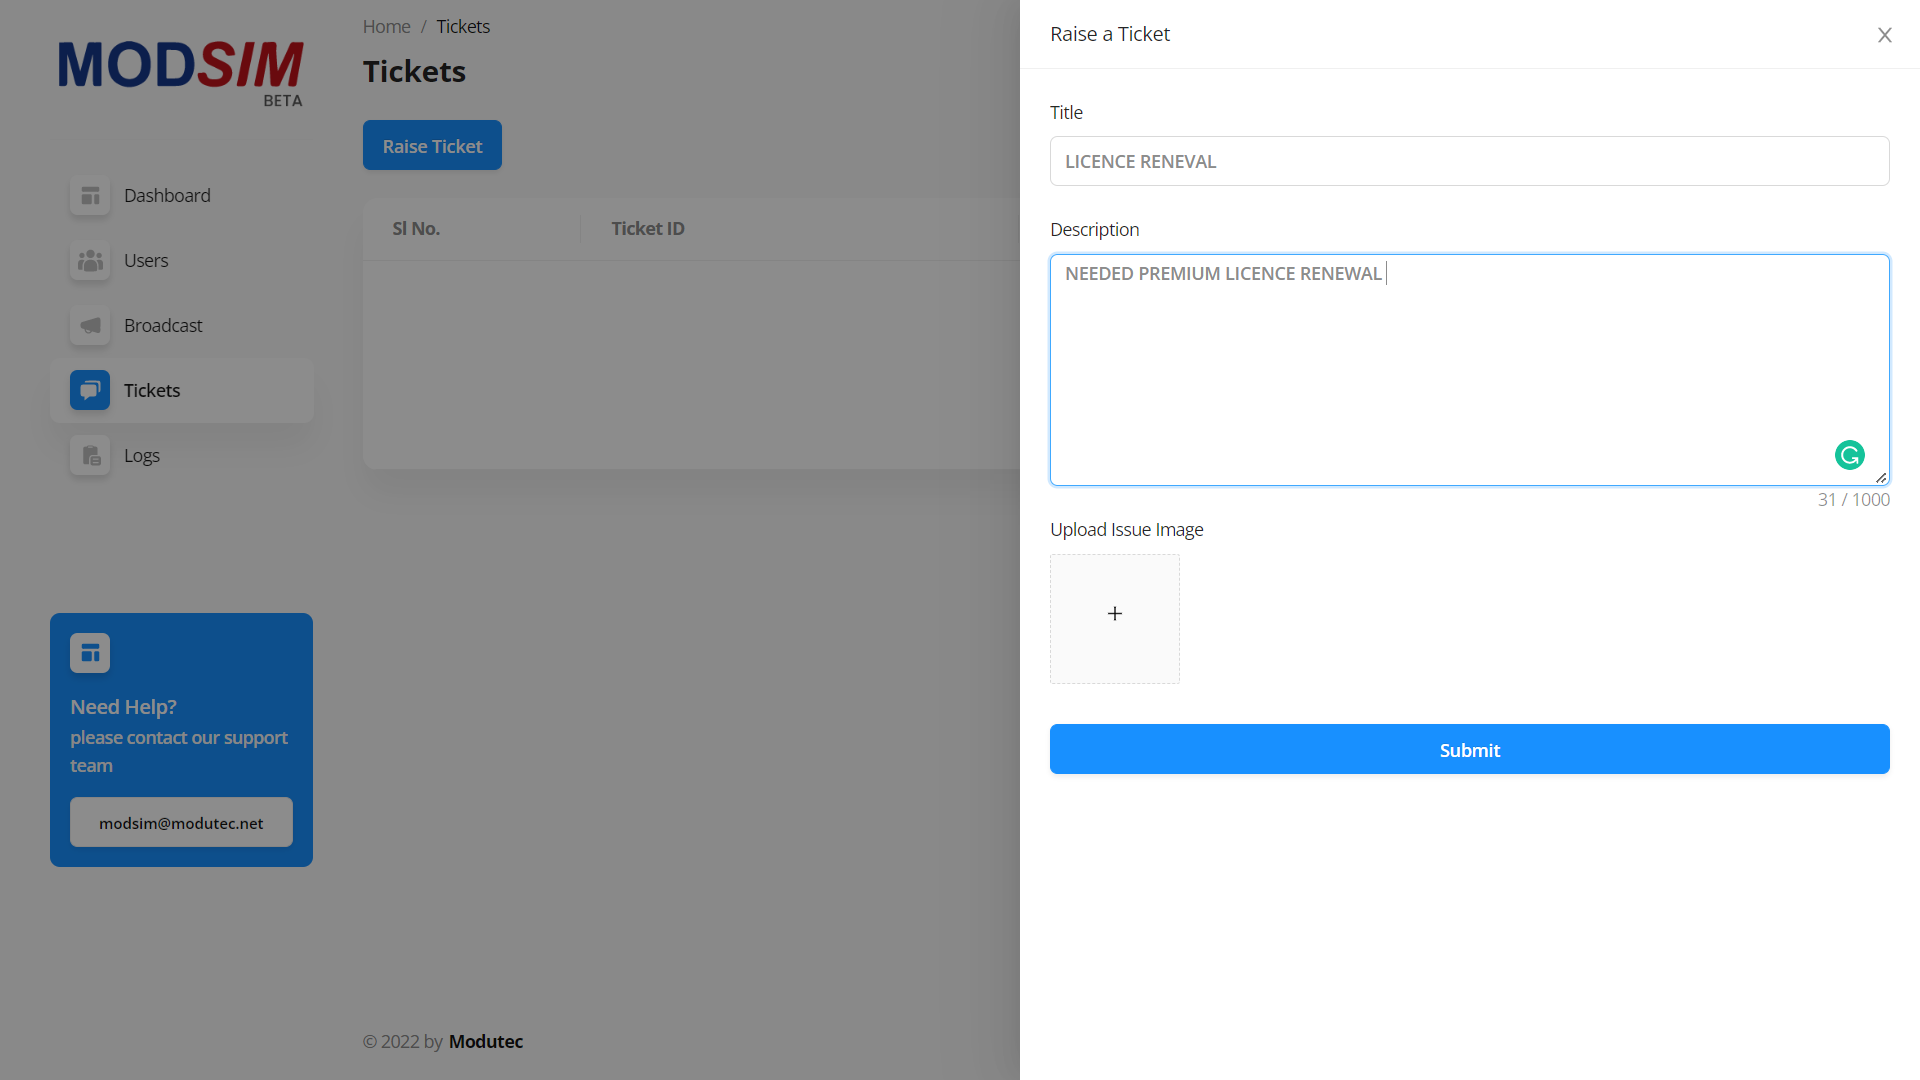 MODSIM
BETA
Dashboard
Users
Broadcast
Tickets
Logs
Need Help?
please contact our support
team
modsim@modutec.net
Home / Tickets
Tickets
Raise Ticket
Sl No.
Ticket ID
© 2022 by Modutec
Raise a Ticket
Title
LICENCE RENEVAL
Description
NEEDED PREMIUM LICENCE RENEWAL
31 / 1000
Upload Issue Image
+
Submit